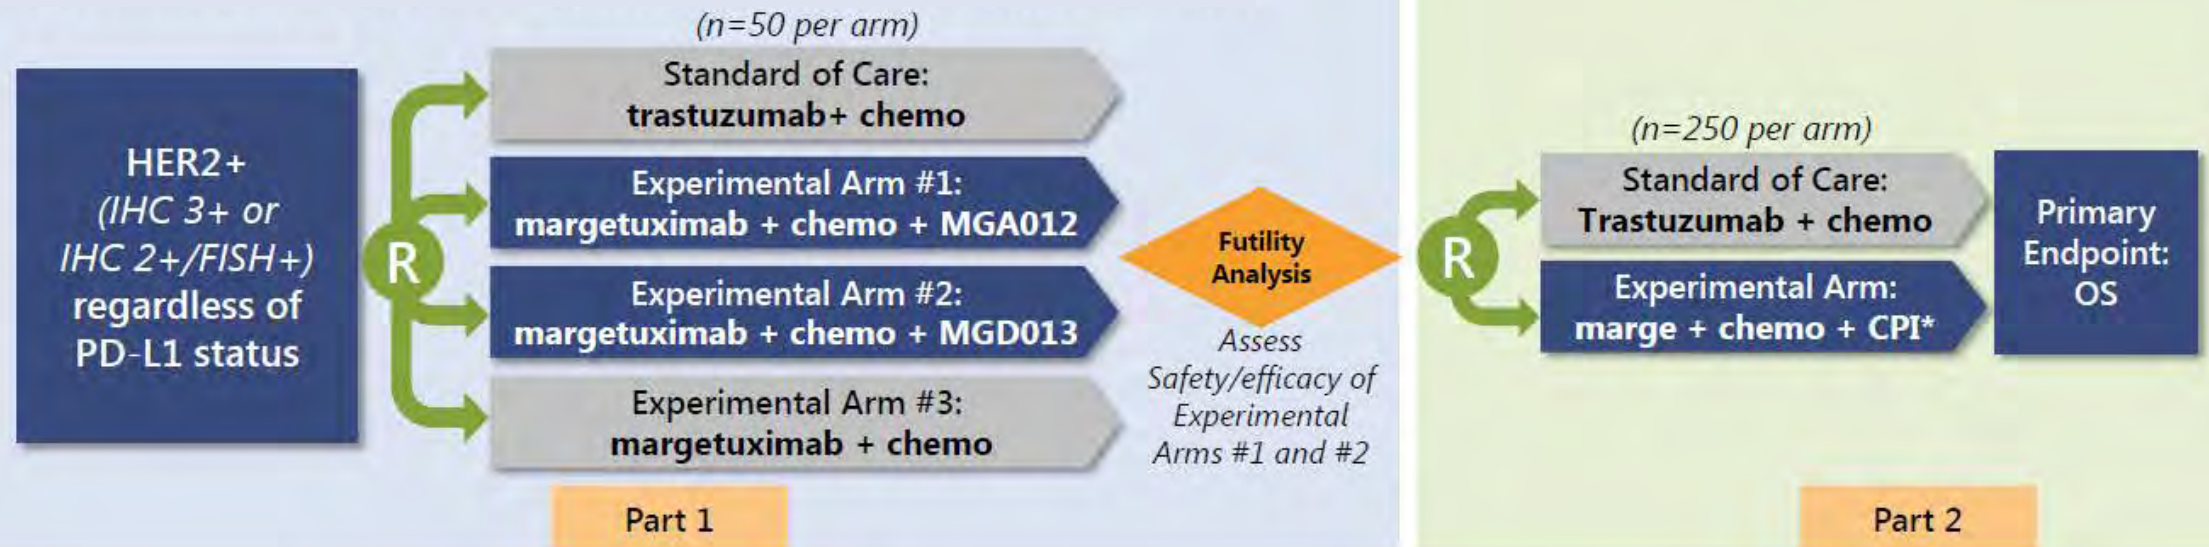 HER2+
(IHC 3+ or
IHC 2+/FISH+)
regardless of
PD-L1 status
R
(n=50 per arm)
Standard of Care:
trastuzumab+ chemo
Experimental Arm #1:
margetuximab + chemo + MGA012
Experimental Arm #2:
margetuximab + chemo + MGD013
Experimental Arm #3:
margetuximab + chemo
Part 1
Futility
Analysis
Assess
Safety/efficacy of
Experimental
Arms #1 and #2
R
(n=250 per arm)
Standard of Care:
Trastuzumab + chemo
Experimental Arm:
marge + chemo + CPI*
Primary
Endpoint:
OS
Part 2